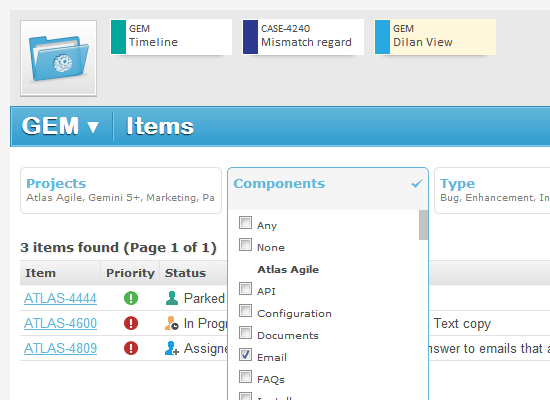 GEM
Timeline
CASE-4240
Mismatch regard
GEM
Dilan View
GEM ▾ Items
Projects
Atlas Agile, Gemini 5+, Marketing, Pa
Components
Type
Bug, Enhancement, In
Any
None
Atlas Agile
API
Configuration
Documents
Email
FAQs
3 items found (Page 1 of 1)
Item Priority Status
ATLAS-4444 Parked
ATLAS-4600 In Progr Text copy
ATLAS-4809 Assigne nswer to emails that a